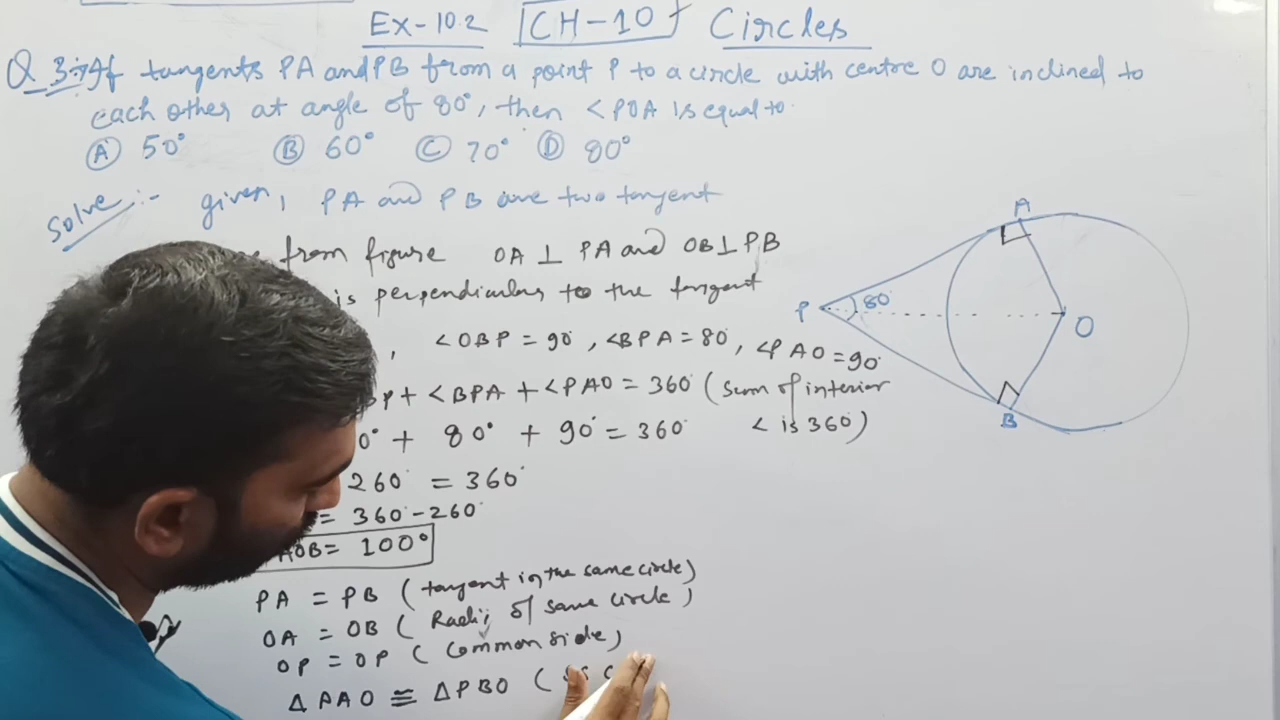 Ex-10.2 CH-10 Circles
Q 3:- If tangents PA and PB from a point P to a circle with centre O are inclined to
each other at angle of 80°, then <POA is equal to
(A) 50° (B) 60° (C) 70° (D) 80°
Solve:- given, PA and PB are two tangent
from figure OA ⊥ PA and OB ⊥ PB
is perpendicular to the tangent
, <OBP = 90°, <BPA = 80, <PAO = 90°
+ <BPA + <PAO = 360° (Sum of interior
< is 360°)
+ 80° + 90° = 360°
260° = 360°
= 360° - 260°
AOB = 100°
PA = PB (tangent in the same circle)
OA = OB (Radii of same circle)
OP = OP (Common side)
Δ PAO ≅ Δ PBO (
A
P 80°
O
B